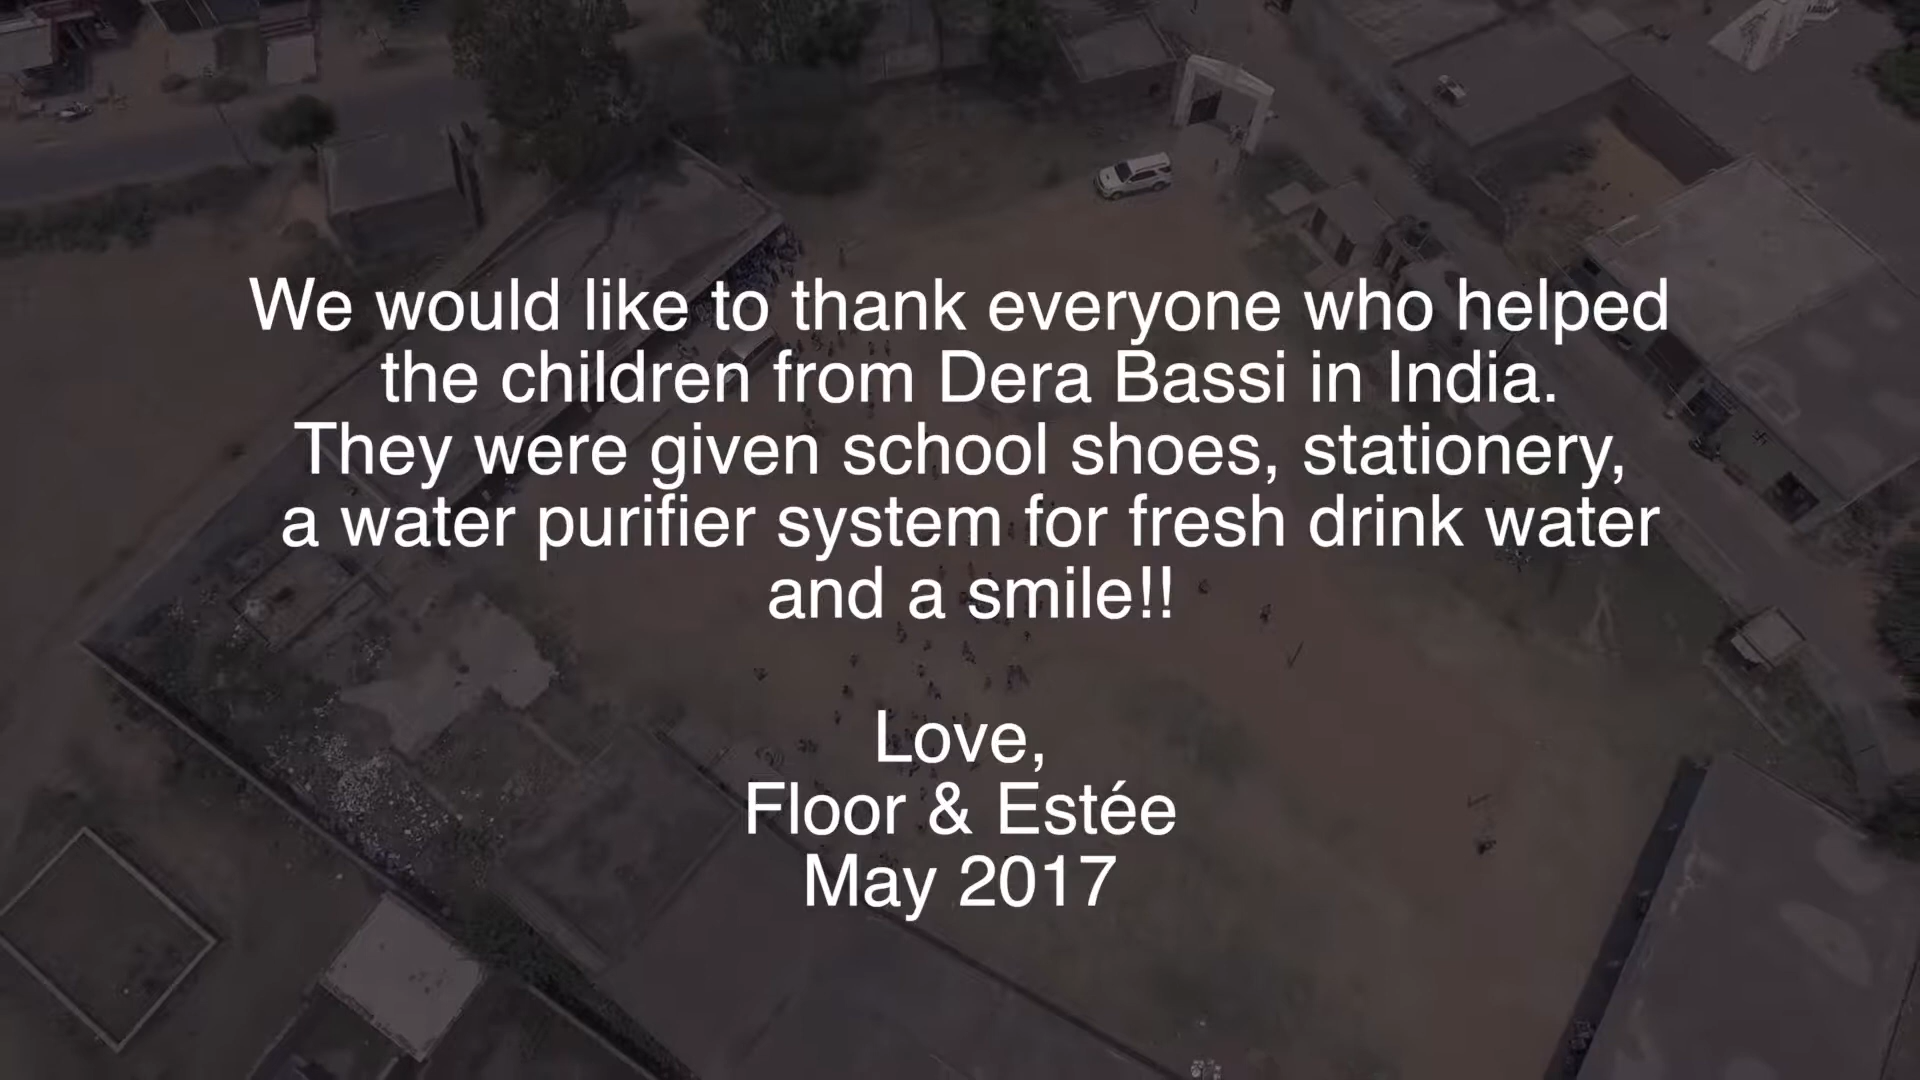 We would like to thank everyone who helped
the children from Dera Bassi in India.
They were given school shoes, stationery,
a water purifier system for fresh drink water
and a smile!!
Love,
Floor & Estée
May 2017